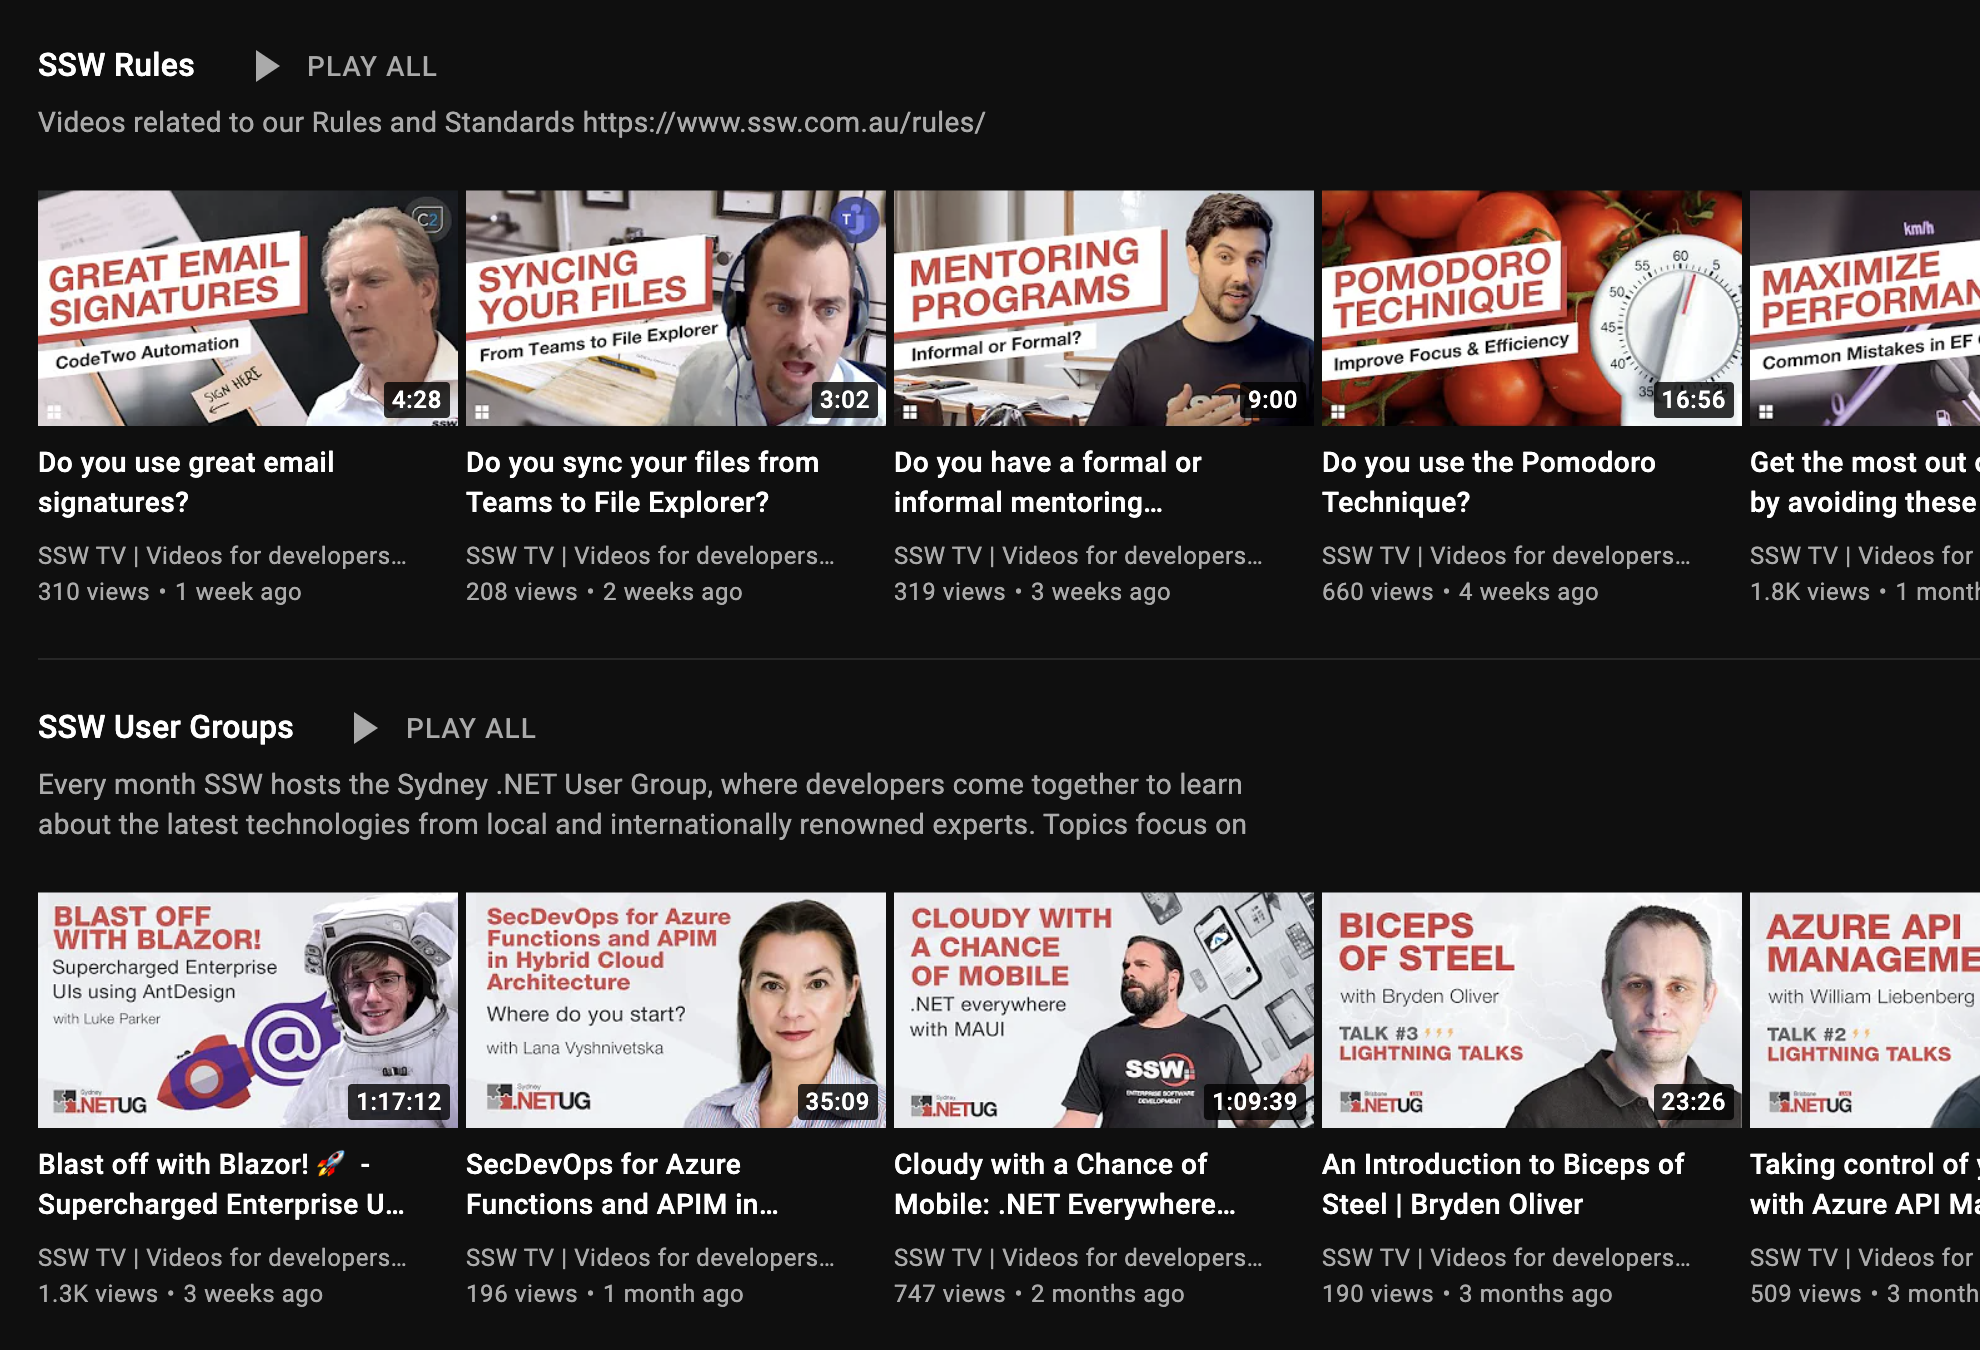 SSW Rules
PLAY ALL
Videos related to our Rules and Standards https://www.ssw.com.au/rules/
GREAT EMAIL
SIGNATURES
CodeTwo Automation
SIGN HERE
C2
4:28
SYNCING
YOUR FILES
From Teams to File Explorer
T
3:02
MENTORING
PROGRAMS
Informal or Formal?
9:00
POMODORO
TECHNIQUE
Improve Focus & Efficiency
60
55
5
50
45
40
35
16:56
km/h
MAXIMIZE
PERFORMAN
Common Mistakes in EF
Do you use great email
signatures?
SSW TV | Videos for developers...
310 views • 1 week ago
Do you sync your files from
Teams to File Explorer?
SSW TV | Videos for developers...
208 views • 2 weeks ago
Do you have a formal or
informal mentoring...
SSW TV | Videos for developers...
319 views • 3 weeks ago
Do you use the Pomodoro
Technique?
SSW TV | Videos for developers...
660 views • 4 weeks ago
Get the most out
by avoiding these
SSW TV | Videos for
1.8K views • 1 month
SSW User Groups
PLAY ALL
Every month SSW hosts the Sydney .NET User Group, where developers come together to learn
about the latest technologies from local and internationally renowned experts. Topics focus on
BLAST OFF
WITH BLAZOR!
Supercharged Enterprise
UIs using AntDesign
with Luke Parker
@
Sydney
.NETUG
1:17:12
SecDevOps for Azure
Functions and APIM
in Hybrid Cloud
Architecture
Where do you start?
with Lana Vyshnivetska
Sydney
.NETUG
35:09
CLOUDY WITH
A CHANCE
OF MOBILE
.NET everywhere
with MAUI
SSW
ENTERPRISE SOFTWARE
DEVELOPMENT
Sydney
.NETUG
1:09:39
BICEPS
OF STEEL
with Bryden Oliver
TALK #3
LIGHTNING TALKS
Brisbane
.NETUG
23:26
AZURE API
MANAGEME
with William Liebenberg
TALK #2
LIGHTNING TALKS
Brisbane
.NETUG
Blast off with Blazor! 🚀 -
Supercharged Enterprise U...
SSW TV | Videos for developers...
1.3K views • 3 weeks ago
SecDevOps for Azure
Functions and APIM in...
SSW TV | Videos for developers...
196 views • 1 month ago
Cloudy with a Chance of
Mobile: .NET Everywhere...
SSW TV | Videos for developers...
747 views • 2 months ago
An Introduction to Biceps of
Steel | Bryden Oliver
SSW TV | Videos for developers...
190 views • 3 months ago
Taking control of
with Azure API Ma
SSW TV | Videos for
509 views • 3 month